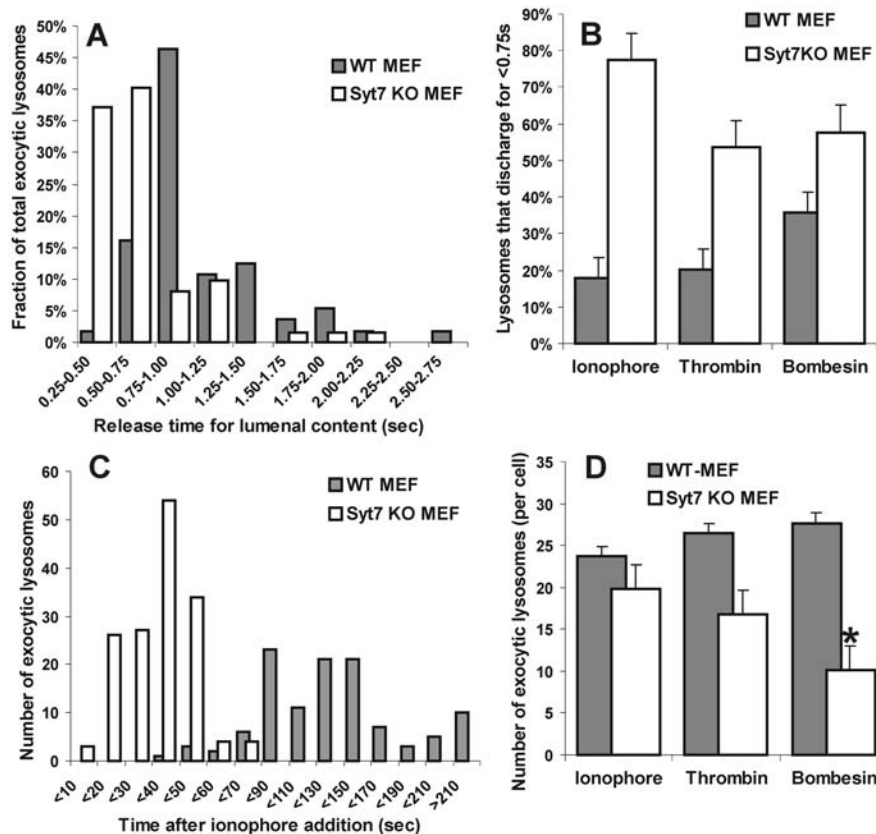 A
50%
45%
40%
35%
30%
25%
20%
15%
10%
5%
0%
Fraction of total exocytic lysosomes
WT MEF
Syt7 KO MEF
0.25-0.50
0.50-0.75
0.75-1.00
1.00-1.25
1.25-1.50
1.50-1.75
1.75-2.00
2.00-2.25
2.25-2.50
2.50-2.75
Release time for lumenal content (sec)
B
90%
80%
70%
60%
50%
40%
30%
20%
10%
0%
Lysosomes that discharge for <0.75s
WT MEF
Syt7KO MEF
Ionophore
Thrombin
Bombesin
C
60
50
40
30
20
10
0
Number of exocytic lysosomes
WT MEF
Syt7 KO MEF
<10
<20
<30
<40
<50
<60
<70
<90
<110
<130
<150
<170
<190
<210
>210
Time after ionophore addition (sec)
D
35
30
25
20
15
10
5
0
Number of exocytic lysosomes (per cell)
WT-MEF
Syt7 KO MEF
*
Ionophore
Thrombin
Bombesin